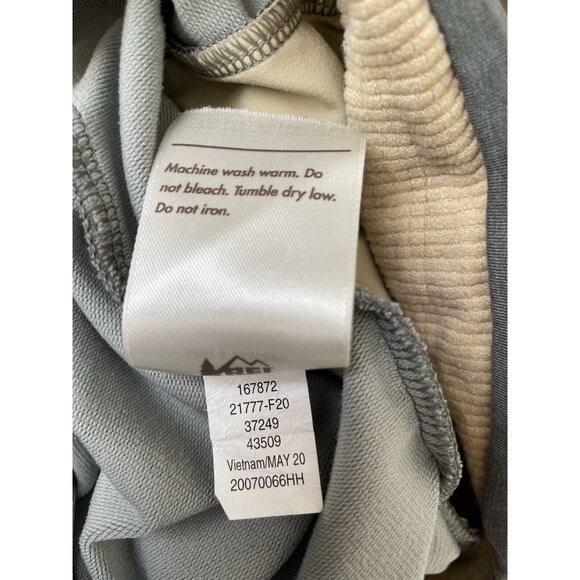 Machine wash warm. Do
not bleach. Tumble dry low.
Do not iron.
REI
167872
21777-F20
37249
43509
Vietnam/MAY 20
20070066HH